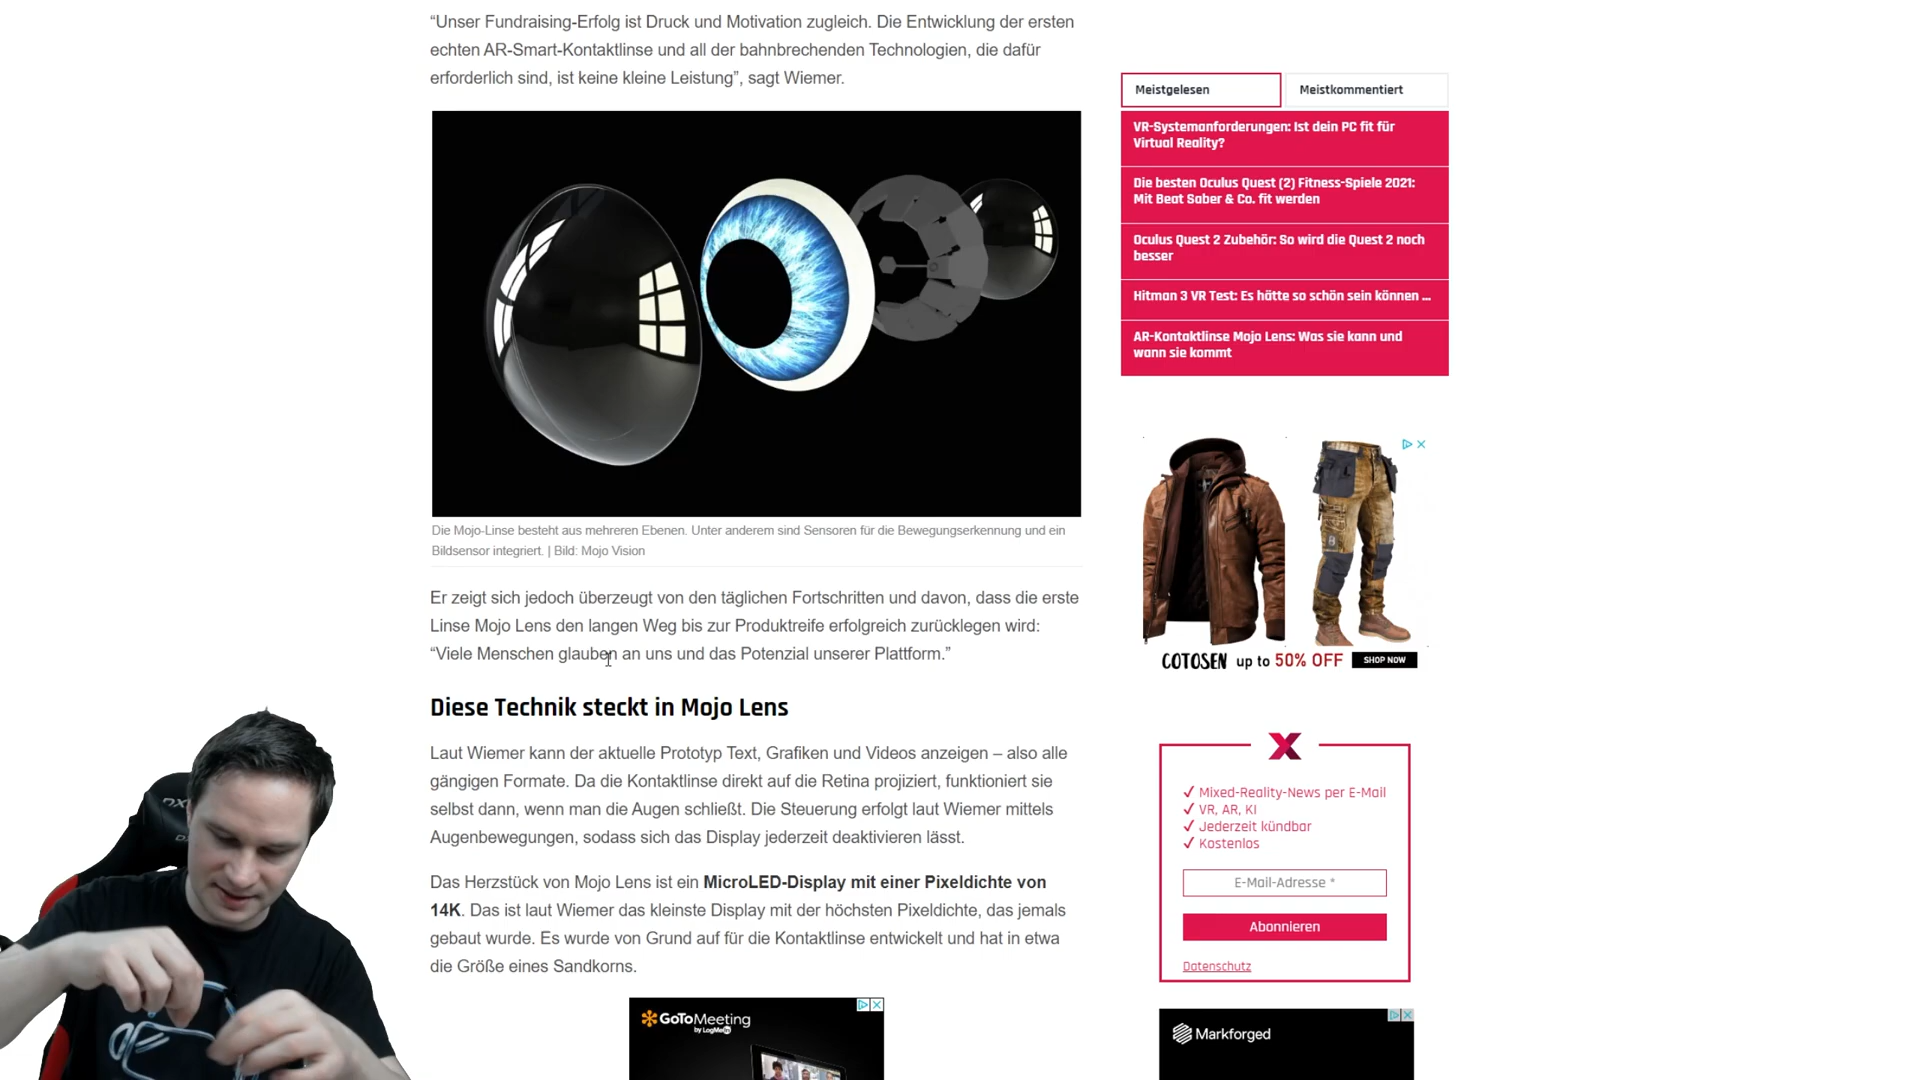 “Unser Fundraising-Erfolg ist Druck und Motivation zugleich. Die Entwicklung der ersten
echten AR-Smart-Kontaktlinse und all der bahnbrechenden Technologien, die dafür
erforderlich sind, ist keine kleine Leistung”, sagt Wiemer.
Die Mojo-Linse besteht aus mehreren Ebenen. Unter anderem sind Sensoren für die Bewegungserkennung und ein
Bildsensor integriert. | Bild: Mojo Vision
Er zeigt sich jedoch überzeugt von den täglichen Fortschritten und davon, dass die erste
Linse Mojo Lens den langen Weg bis zur Produktreife erfolgreich zurücklegen wird:
“Viele Menschen glauben an uns und das Potenzial unserer Plattform.”
Diese Technik steckt in Mojo Lens
Laut Wiemer kann der aktuelle Prototyp Text, Grafiken und Videos anzeigen – also alle
gängigen Formate. Da die Kontaktlinse direkt auf die Retina projiziert, funktioniert sie
selbst dann, wenn man die Augen schließt. Die Steuerung erfolgt laut Wiemer mittels
Augenbewegungen, sodass sich das Display jederzeit deaktivieren lässt.
Das Herzstück von Mojo Lens ist ein MicroLED-Display mit einer Pixeldichte von
14K. Das ist laut Wiemer das kleinste Display mit der höchsten Pixeldichte, das jemals
gebaut wurde. Es wurde von Grund auf für die Kontaktlinse entwickelt und hat in etwa
die Größe eines Sandkorns.
GoToMeeting
by LogMeIn
Meistgelesen
Meistkommentiert
VR-Systemanforderungen: Ist dein PC fit für
Virtual Reality?
Die besten Oculus Quest (2) Fitness-Spiele 2021:
Mit Beat Saber & Co. fit werden
Oculus Quest 2 Zubehör: So wird die Quest 2 noch
besser
Hitman 3 VR Test: Es hätte so schön sein können ...
AR-Kontaktlinse Mojo Lens: Was sie kann und
wann sie kommt
COTOSEN up to 50% OFF SHOP NOW
X
✓ Mixed-Reality-News per E-Mail
✓ VR, AR, KI
✓ Jederzeit kündbar
✓ Kostenlos
E-Mail-Adresse *
Abonnieren
Datenschutz
Markforged